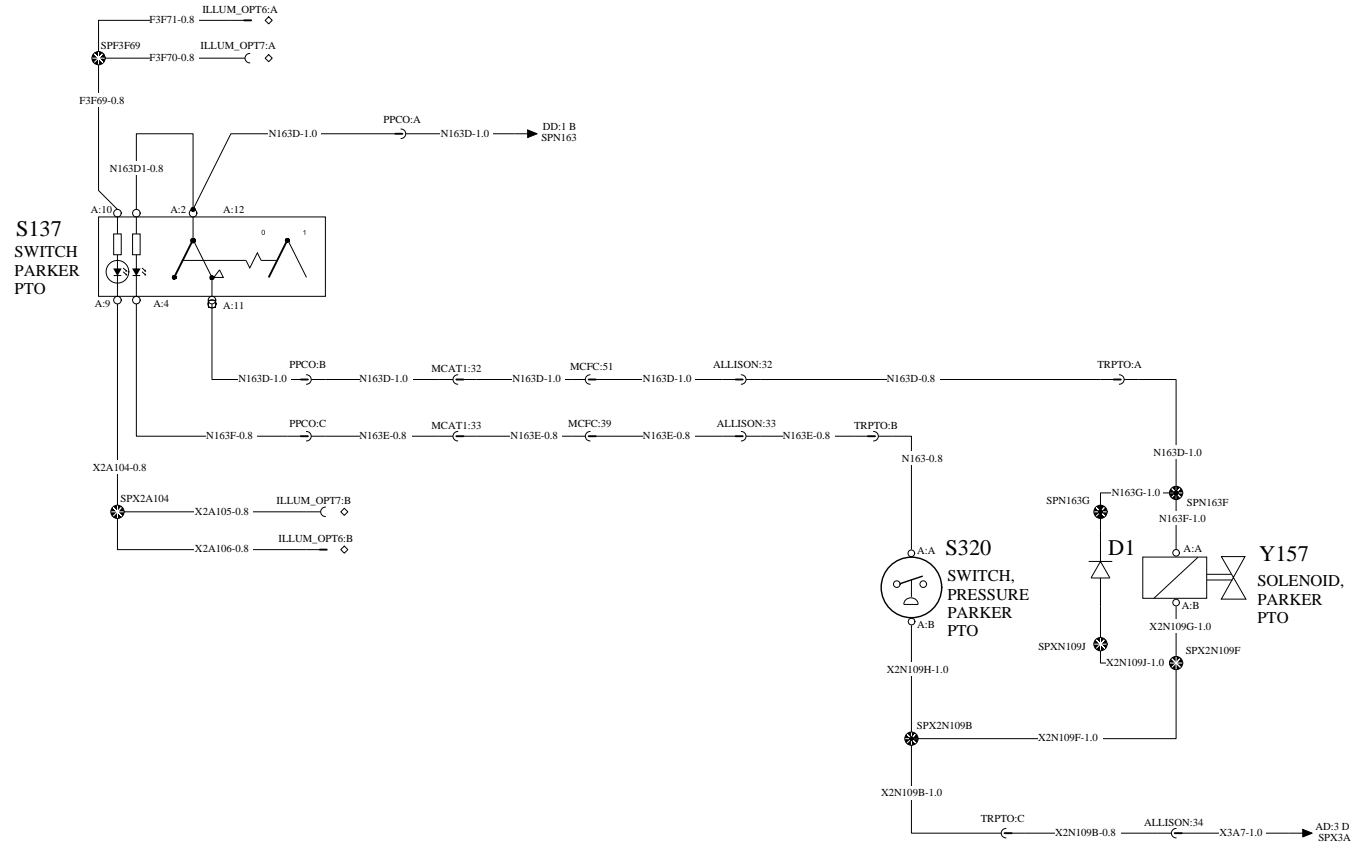 ILLUM_OPT6:A
F3F71-0.8
SPF3F69
ILLUM_OPT7:A
F3F70-0.8
F3F69-0.8
PPCO:A
N163D-1.0
N163D-1.0
DD:1 B
SPN163
N163D1-0.8
A:10
A:2
A:12
S137
SWITCH
PARKER
PTO
0
1
A:9
A:4
A:11
PPCO:B
MCAT1:32
MCFC:51
ALLISON:32
TRPTO:A
N163D-1.0
N163D-1.0
N163D-1.0
N163D-1.0
N163D-0.8
PPCO:C
MCAT1:33
MCFC:39
ALLISON:33
TRPTO:B
N163F-0.8
N163E-0.8
N163E-0.8
N163E-0.8
N163E-0.8
N163-0.8
N163D-1.0
X2A104-0.8
SPX2A104
ILLUM_OPT7:B
X2A105-0.8
ILLUM_OPT6:B
X2A106-0.8
SPN163G
N163G-1.0
SPN163F
N163F-1.0
A:A
S320
SWITCH,
PRESSURE
PARKER
PTO
A:B
D1
A:A
Y157
SOLENOID,
PARKER
PTO
A:B
X2N109G-1.0
SPXN109J
SPX2N109F
X2N109J-1.0
X2N109H-1.0
SPX2N109B
X2N109F-1.0
X2N109B-1.0
TRPTO:C
ALLISON:34
X2N109B-0.8
X3A7-1.0
AD:3 D
SPX3A